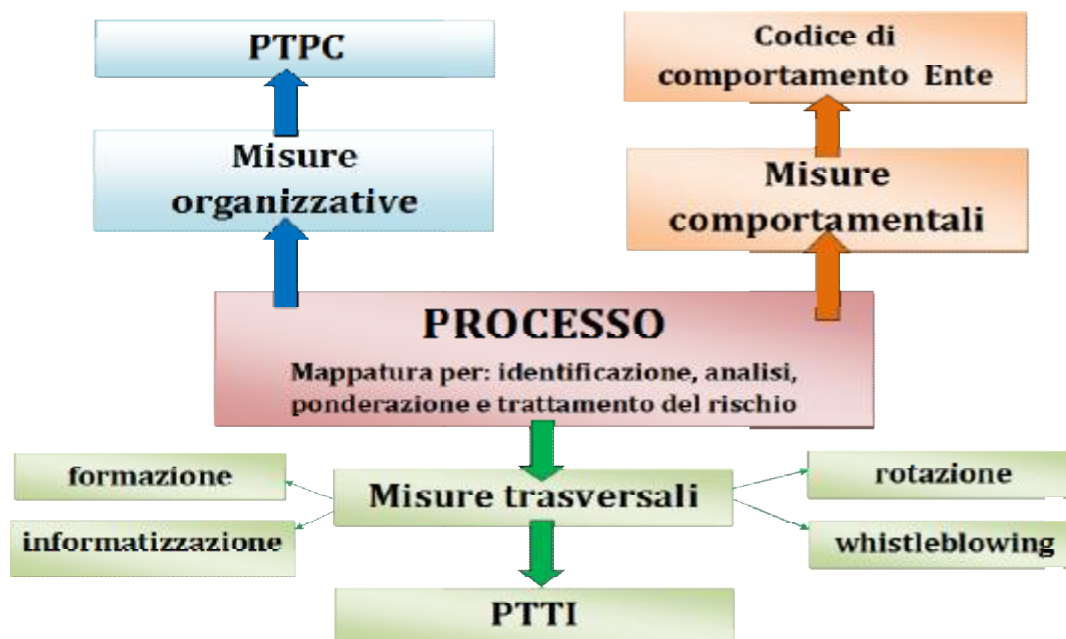 PTPC
Codice di
comportamento Ente
Misure
organizzative
Misure
comportamentali
PROCESSO
Mappatura per: identificazione, analisi,
ponderazione e trattamento del rischio
formazione
Misure trasversali
rotazione
informatizzazione
whistleblowing
PTTI